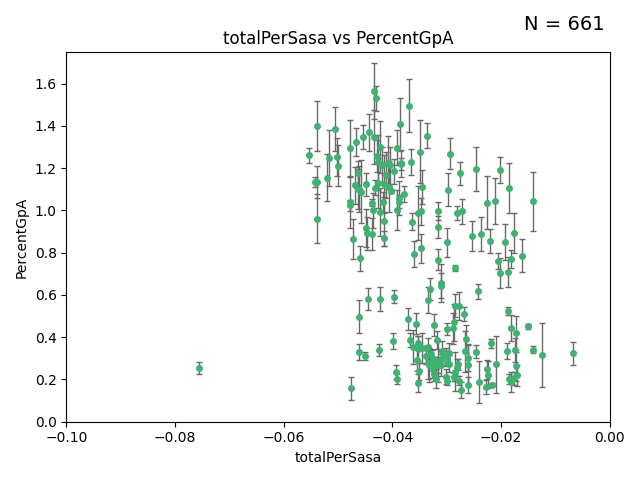 N = 661
totalPerSasa vs PercentGpA
PercentGpA
1.6
1.4
1.2
1.0
0.8
0.6
0.4
0.2
0.0
−0.10 −0.08 −0.06 −0.04 −0.02 0.00
totalPerSasa